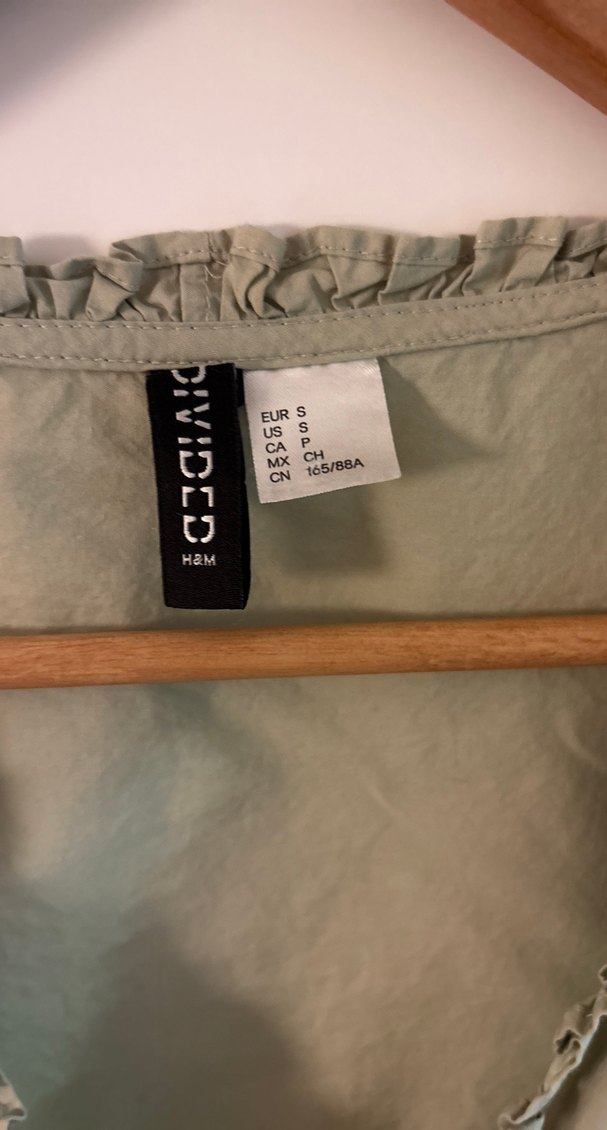 DIVIDED
H&M
EUR S
US S
CA P
MX CH
CN 165/88A